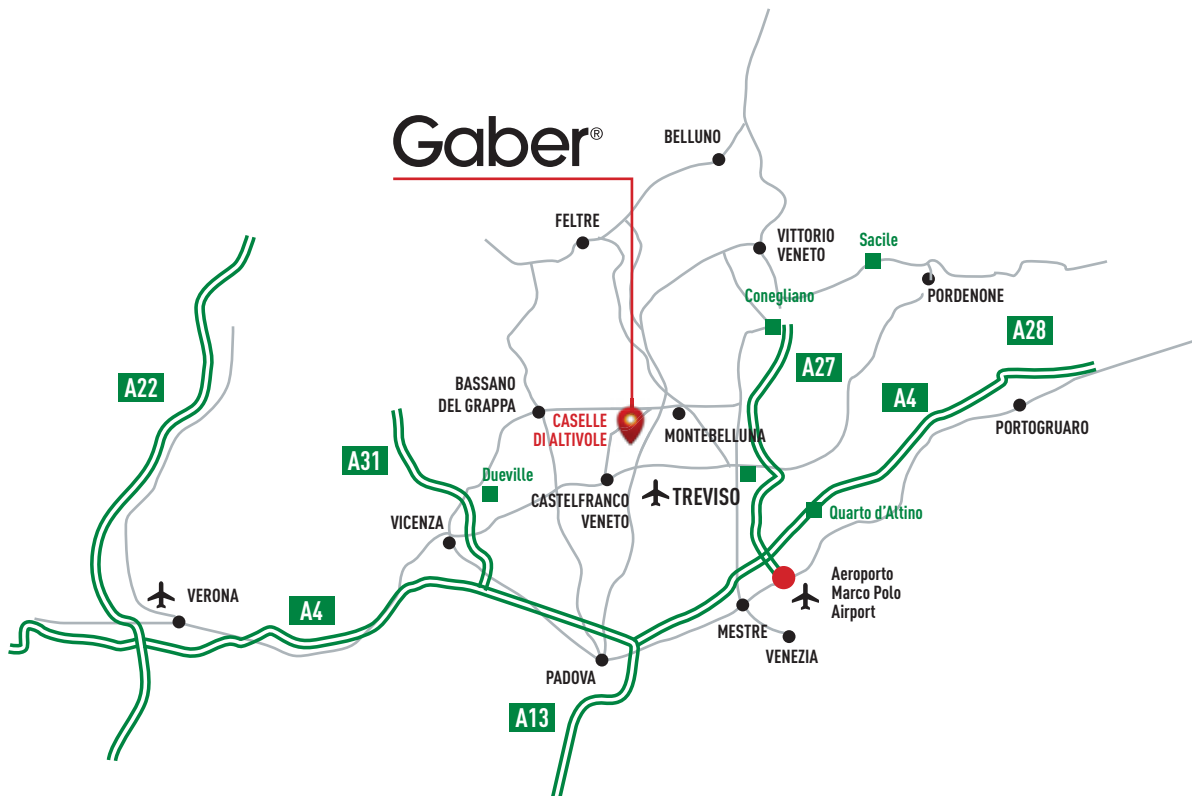 Gaber®
BELLUNO
FELTRE
VITTORIO
VENETO
Sacile
PORDENONE
Conegliano
A28
A27
A22
A4
BASSANO
DEL GRAPPA
CASELLE
DI ALTIVOLE
MONTEBELLUNA
PORTOGRUARO
A31
Dueville
CASTELFRANCO
VENETO
TREVISO
Quarto d'Altino
VICENZA
Aeroporto
Marco Polo
Airport
VERONA
A4
MESTRE
VENEZIA
PADOVA
A13